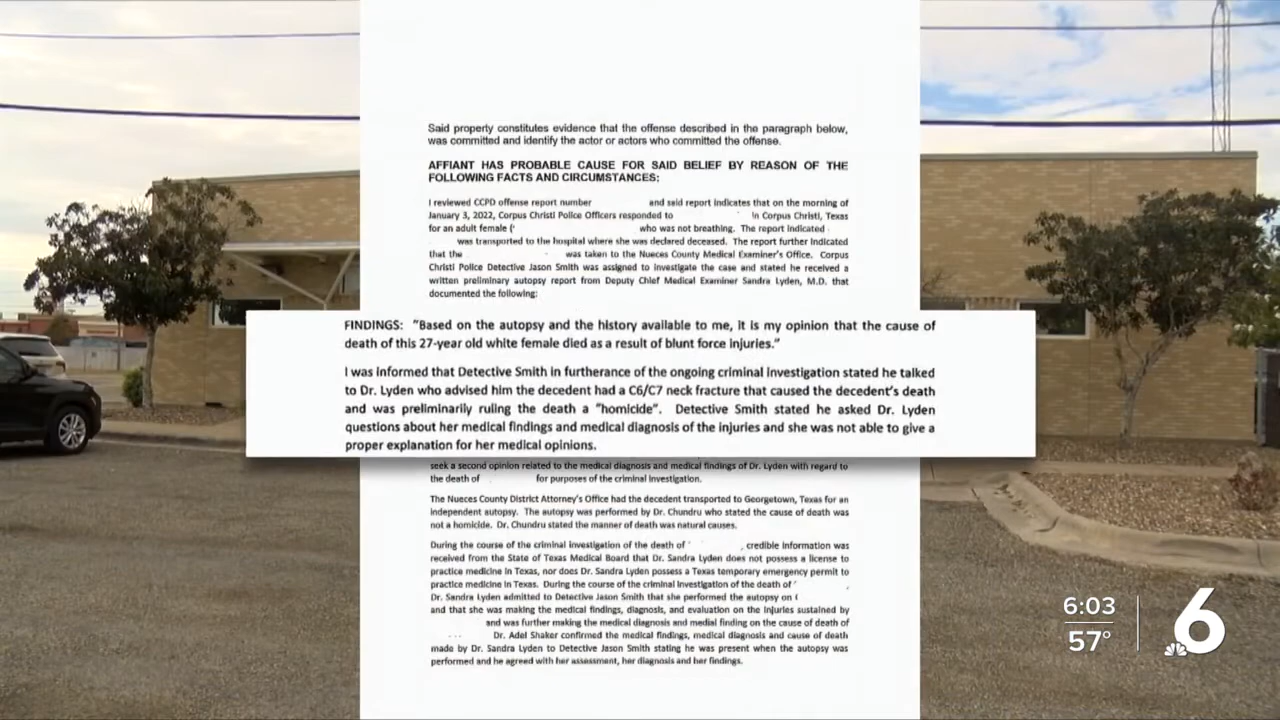 Said property constitutes evidence that the offense described in the paragraph below,
was committed and identify the actor or actors who committed the offense.
AFFIANT HAS PROBABLE CAUSE FOR SAID BELIEF BY REASON OF THE
FOLLOWING FACTS AND CIRCUMSTANCES:
I reviewed CCPD offense report number and said report indicates that on the morning of
January 3, 2022, Corpus Christi Police Officers responded to in Corpus Christi, Texas
for an adult female ( who was not breathing. The report indicated
was transported to the hospital where she was declared deceased. The report further indicated
that the was taken to the Nueces County Medical Examiner's Office. Corpus
Christi Police Detective Jason Smith was assigned to investigate the case and stated he received a
written preliminary autopsy report from Deputy Chief Medical Examiner Sandra Lyden, M.D. that
documented the following:
FINDINGS: "Based on the autopsy and the history available to me, it is my opinion that the cause of
death of this 27-year old white female died as a result of blunt force injuries."
I was informed that Detective Smith in furtherance of the ongoing criminal investigation stated he talked
to Dr. Lyden who advised him the decedent had a C6/C7 neck fracture that caused the decedent's death
and was preliminarily ruling the death a "homicide". Detective Smith stated he asked Dr. Lyden
questions about her medical findings and medical diagnosis of the injuries and she was not able to give a
proper explanation for her medical opinions.
seek a second opinion related to the medical diagnosis and medical findings of Dr. Lyden with regard to
the death of for purposes of the criminal investigation.
The Nueces County District Attorney's Office had the decedent transported to Georgetown, Texas for an
independent autopsy. The autopsy was performed by Dr. Chundru who stated the cause of death was
not a homicide. Dr. Chundru stated the manner of death was natural causes.
During the course of the criminal investigation of the death of , credible information was
received from the State of Texas Medical Board that Dr. Sandra Lyden does not possess a license to
practice medicine in Texas, nor does Dr. Sandra Lyden possess a Texas temporary emergency permit to
practice medicine in Texas. During the course of the criminal investigation of the death of
Dr. Sandra Lyden admitted to Detective Jason Smith that she performed the autopsy on (
and that she was making the medical findings, diagnosis, and evaluation on the injuries sustained by
and was further making the medical diagnosis and medial finding on the cause of death of
Dr. Adel Shaker confirmed the medical findings, medical diagnosis and cause of death
made by Dr. Sandra Lyden to Detective Jason Smith stating he was present when the autopsy was
performed and he agreed with her assessment, her diagnosis and her findings.
6:03
57°
6